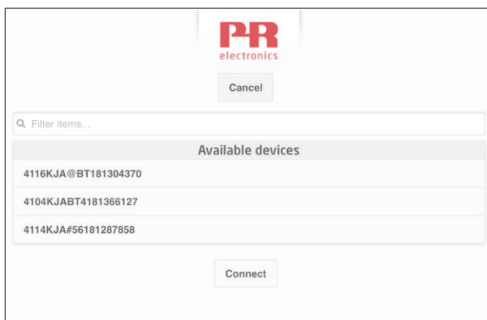 PR
electronics
Cancel
Filter items...
Available devices
4116KJA@BT181304370
4104KJABT4181366127
4114KJA#56181287858
Connect